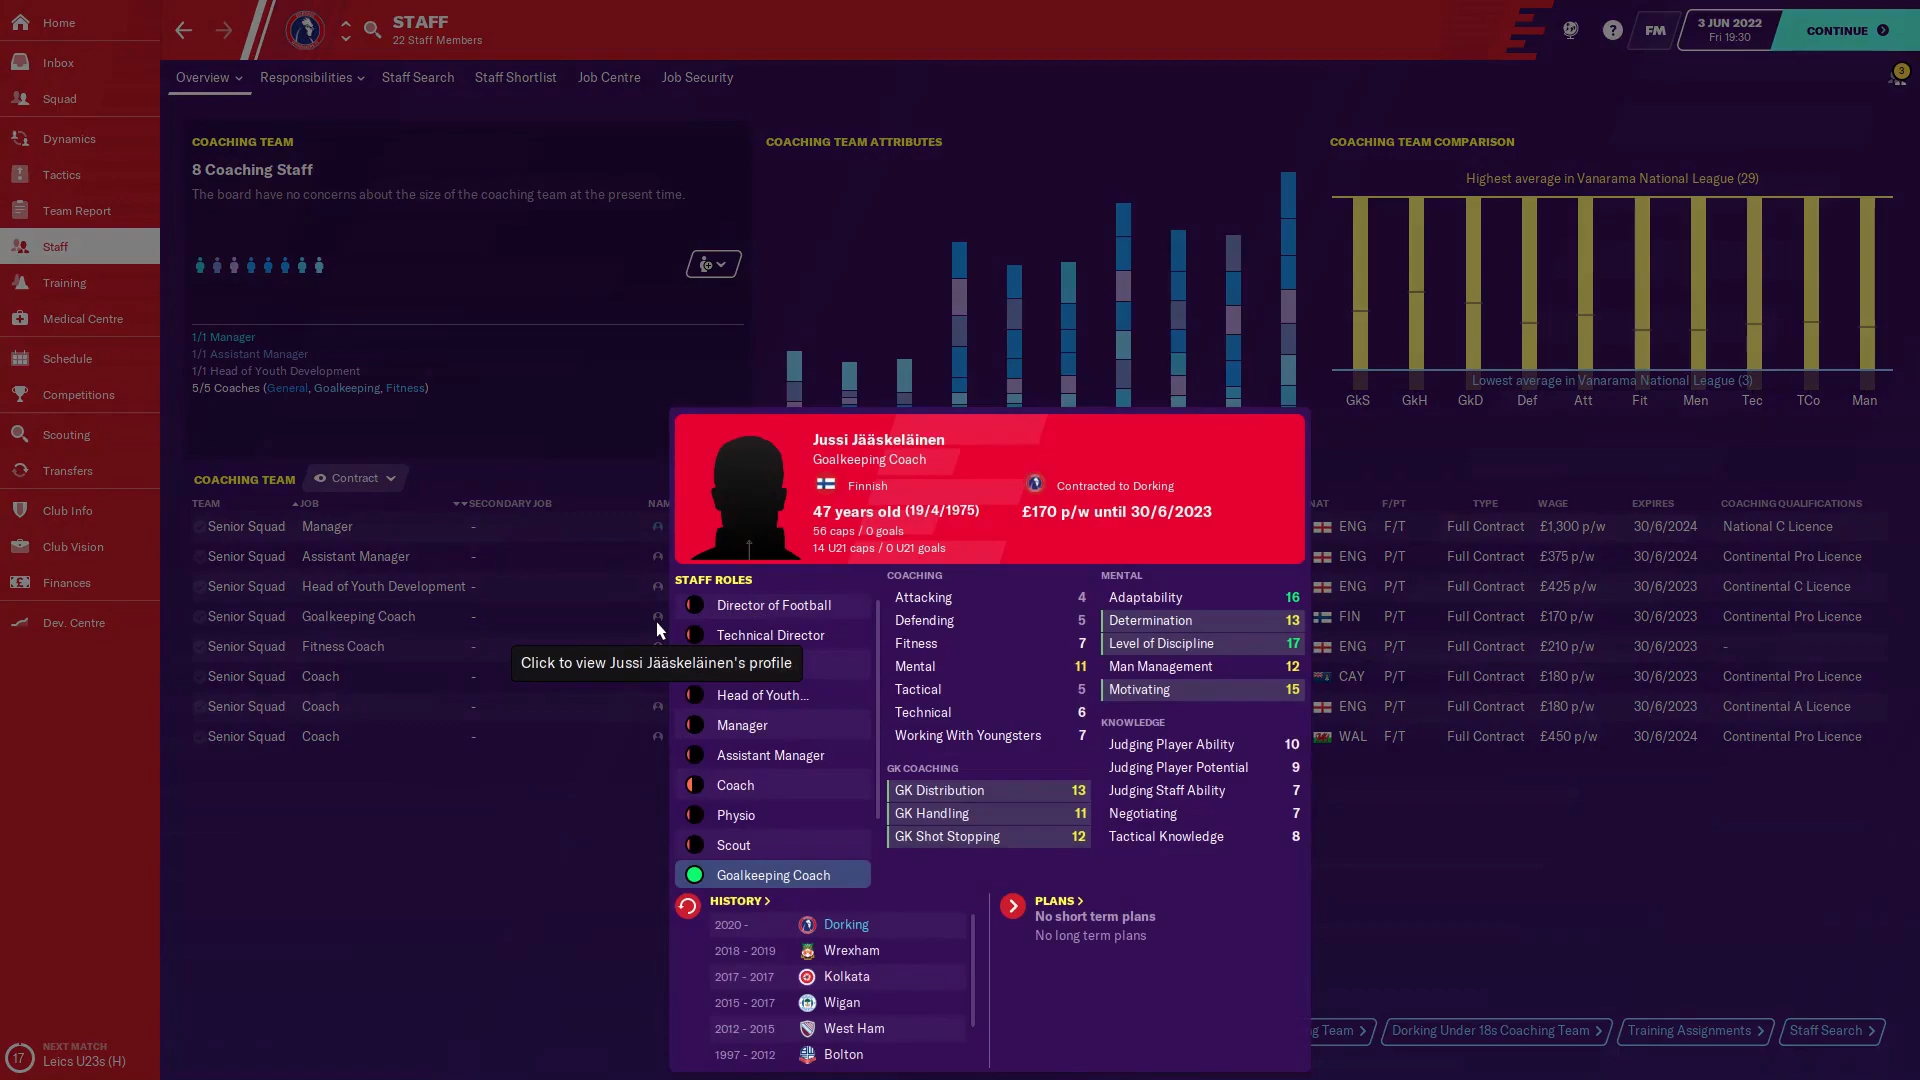 Home
Inbox
Squad
Dynamics
Tactics
Team Report
Staff
Training
Medical Centre
Schedule
Competitions
Scouting
Transfers
Club Info
Club Vision
Finances
Dev. Centre
17
NEXT MATCH
Leics U23s (H)
STAFF
22 Staff Members
?
FM
3 JUN 2022
Fri 19:30
CONTINUE
Overview
Responsibilities
Staff Search
Staff Shortlist
Job Centre
Job Security
3
COACHING TEAM
8 Coaching Staff
The board have no concerns about the size of the coaching team at the present time.
1/1 Manager
1/1 Assistant Manager
1/1 Head of Youth Development
5/5 Coaches (General, Goalkeeping, Fitness)
COACHING TEAM ATTRIBUTES
COACHING TEAM COMPARISON
Highest average in Vanarama National League (29)
Lowest average in Vanarama National League (3)
GkS GkH GkD Def Att Fit Men Tec TCo Man
COACHING TEAM Contract
TEAM JOB SECONDARY JOB NAM NAT F/PT TYPE WAGE EXPIRES COACHING QUALIFICATIONS
Senior Squad Manager - ENG F/T Full Contract £1,300 p/w 30/6/2024 National C Licence
Senior Squad Assistant Manager - ENG P/T Full Contract £375 p/w 30/6/2024 Continental Pro Licence
Senior Squad Head of Youth Development - ENG P/T Full Contract £425 p/w 30/6/2023 Continental C Licence
Senior Squad Goalkeeping Coach - FIN P/T Full Contract £170 p/w 30/6/2023 Continental Pro Licence
Senior Squad Fitness Coach ENG P/T Full Contract £210 p/w 30/6/2023 -
Senior Squad Coach - CAY P/T Full Contract £180 p/w 30/6/2023 Continental Pro Licence
Senior Squad Coach - ENG P/T Full Contract £180 p/w 30/6/2023 Continental A Licence
Senior Squad Coach - WAL F/T Full Contract £450 p/w 30/6/2024 Continental Pro Licence
Click to view Jussi Jääskeläinen's profile
Jussi Jääskeläinen
Goalkeeping Coach
Finnish
Contracted to Dorking
47 years old (19/4/1975)
£170 p/w until 30/6/2023
56 caps / 0 goals
14 U21 caps / 0 U21 goals
STAFF ROLES
Director of Football
Technical Director
Head of Youth...
Manager
Assistant Manager
Coach
Physio
Scout
Goalkeeping Coach
COACHING
Attacking 4
Defending 5
Fitness 7
Mental 11
Tactical 5
Technical 6
Working With Youngsters 7
GK COACHING
GK Distribution 13
GK Handling 11
GK Shot Stopping 12
MENTAL
Adaptability 16
Determination 13
Level of Discipline 17
Man Management 12
Motivating 15
KNOWLEDGE
Judging Player Ability 10
Judging Player Potential 9
Judging Staff Ability 7
Negotiating 7
Tactical Knowledge 8
HISTORY >
2020 - Dorking
2018 - 2019 Wrexham
2017 - 2017 Kolkata
2015 - 2017 Wigan
2012 - 2015 West Ham
1997 - 2012 Bolton
PLANS >
No short term plans
No long term plans
g Team >
Dorking Under 18s Coaching Team >
Training Assignments >
Staff Search >